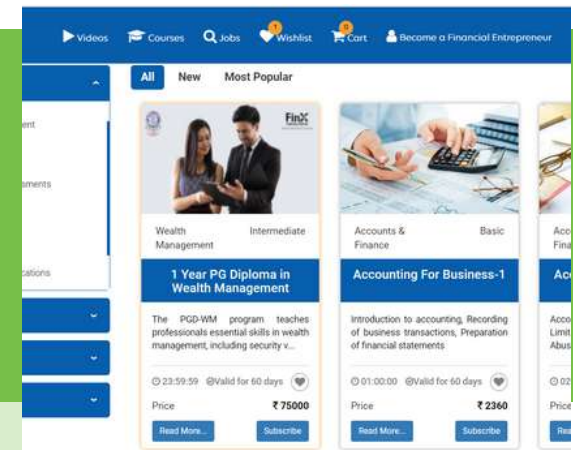 Videos Courses Jobs 1 Wishlist 0 Cart Become a Financial Entrepreneur
All New Most Popular
FinX
Wealth Management Intermediate
1 Year PG Diploma in
Wealth Management
The PGD-WM program teaches
professionals essential skills in wealth
management, including security v...
23:59:59 Valid for 60 days
Price ₹ 75000
Read More... Subscribe
Accounts & Finance Basic
Accounting For Business-1
Introduction to accounting, Recording
of business transactions, Preparation
of financial statements
01:00:00 Valid for 60 days
Price ₹ 2360
Read More... Subscribe
Price